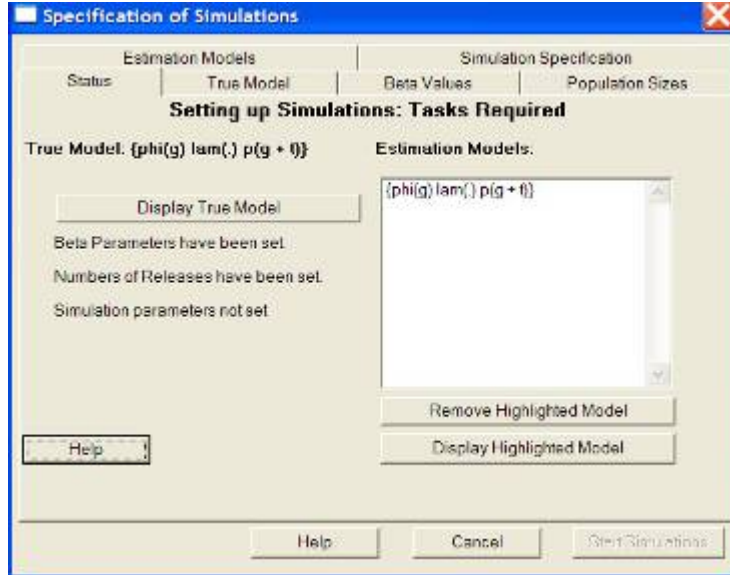 Specification of Simulations
Estimation Models
Simulation Specification
Status
True Model
Beta Values
Population Sizes
Setting up Simulations: Tasks Required
True Model: {phi(g) lam(.) p(g + t)}
Estimation Models:
{phi(g) lam(.) p(g + t)}
Display True Model
Beta Parameters have been set.
Numbers of Releases have been set.
Simulation parameters not set
Remove Highlighted Model
Help
Display Highlighted Model
Help
Cancel
Start Simulations